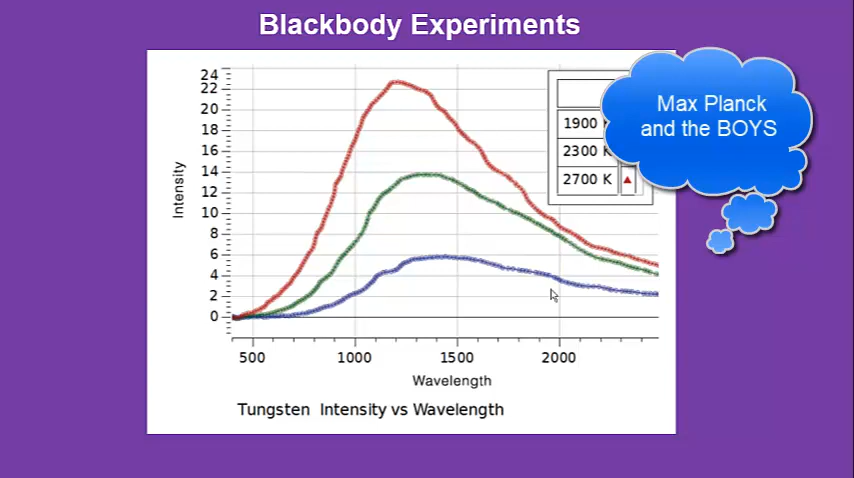 Blackbody Experiments
Max Planck
and the BOYS
24
22
20
18
16
14
12
10
8
6
4
2
0
Intensity
1900
2300 K
2700 K
500
1000
1500
2000
Wavelength
Tungsten Intensity vs Wavelength